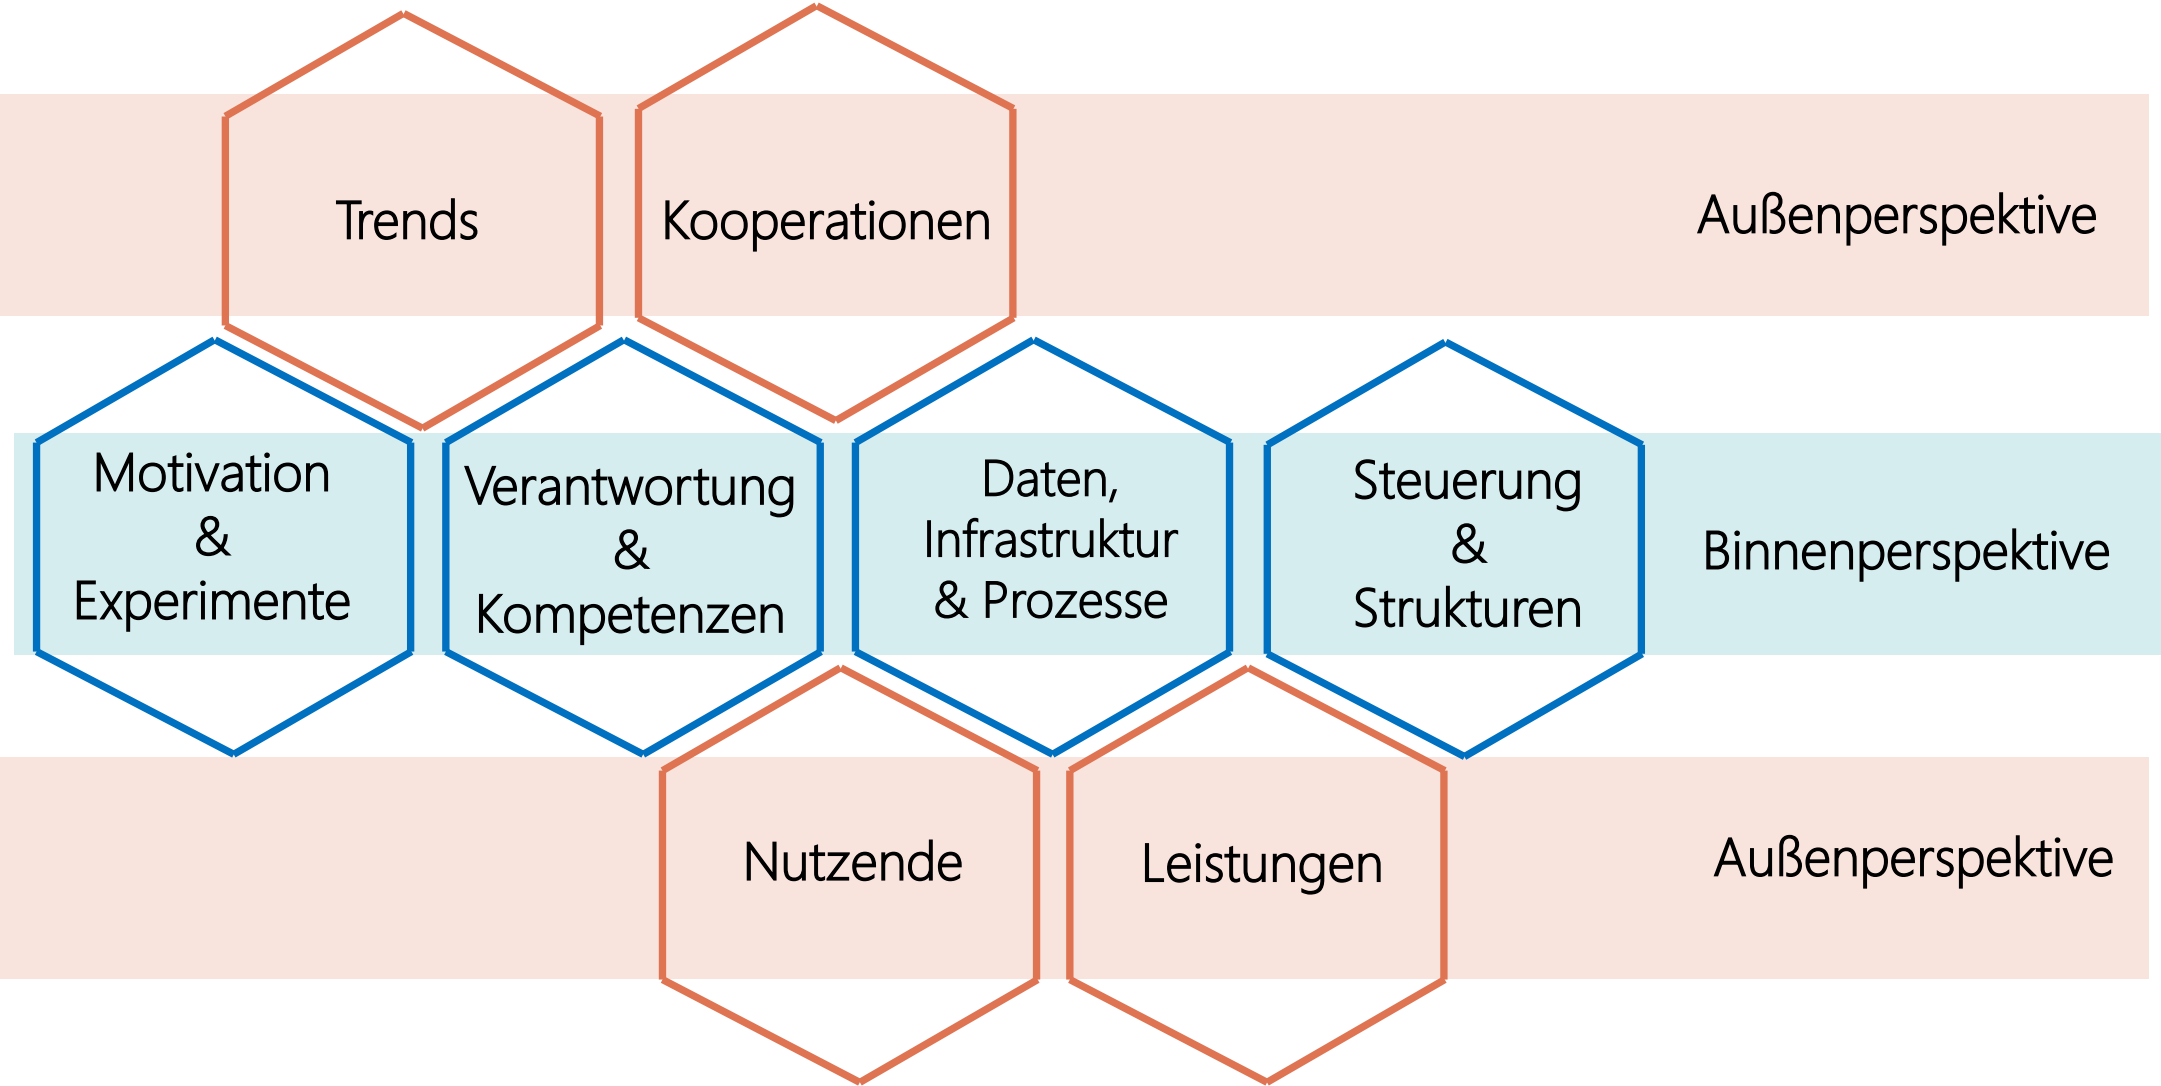 Trends
Kooperationen
Außenperspektive
Motivation
&
Experimente
Verantwortung
&
Kompetenzen
Daten,
Infrastruktur
& Prozesse
Steuerung
&
Strukturen
Binnenperspektive
Nutzende
Leistungen
Außenperspektive